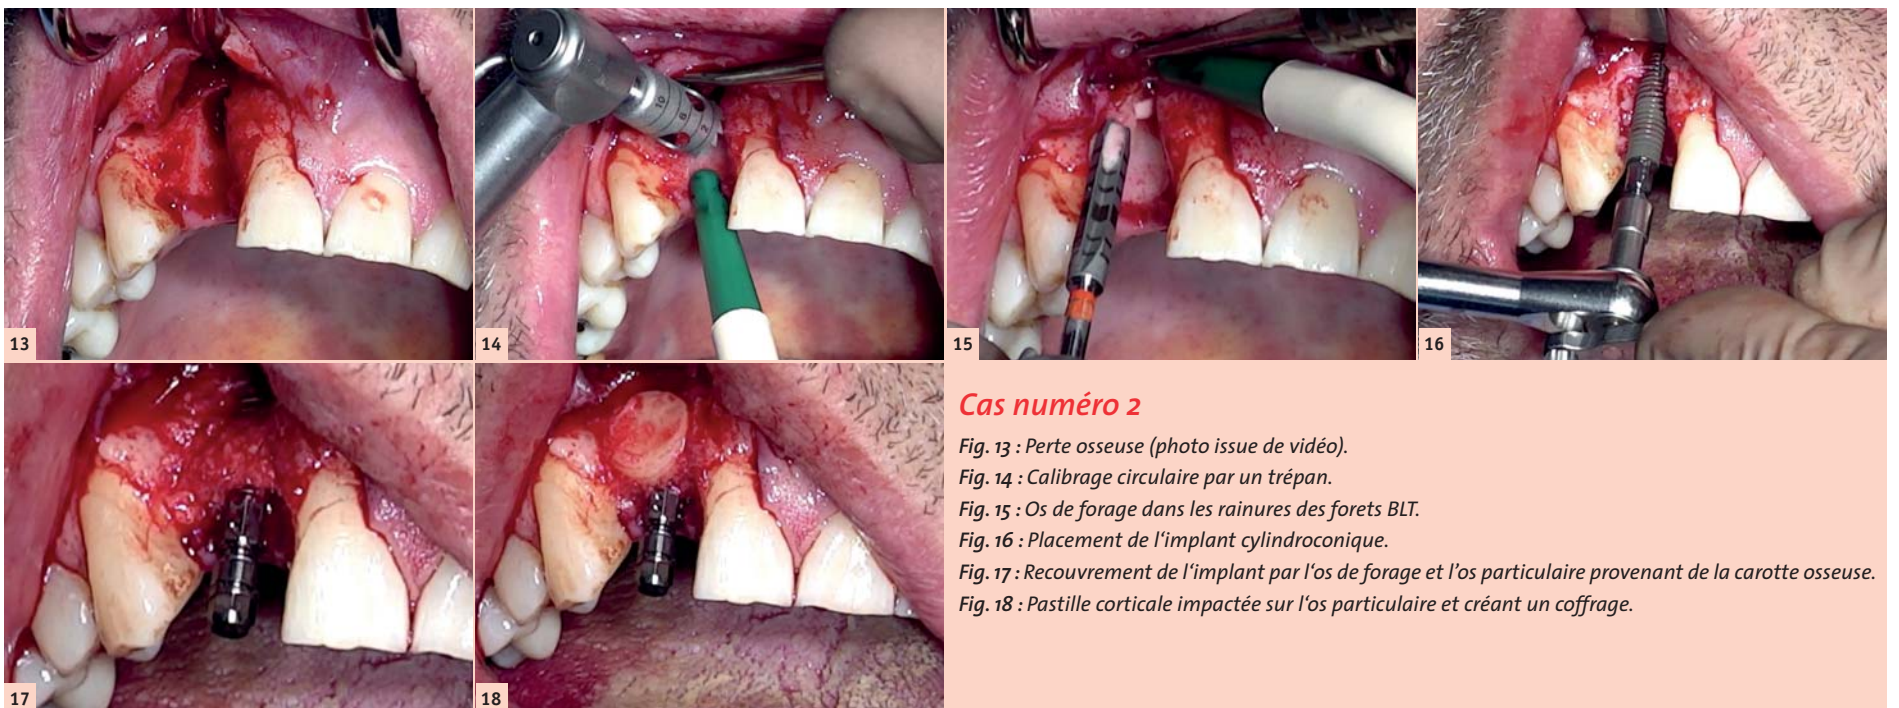 13
14
10
8
2
15
16
17
18
Cas numéro 2
Fig. 13 : Perte osseuse (photo issue de vidéo).
Fig. 14 : Calibrage circulaire par un trépan.
Fig. 15 : Os de forage dans les rainures des forets BLT.
Fig. 16 : Placement de l‘implant cylindroconique.
Fig. 17 : Recouvrement de l‘implant par l‘os de forage et l’os particulaire provenant de la carotte osseuse.
Fig. 18 : Pastille corticale impactée sur l‘os particulaire et créant un coffrage.